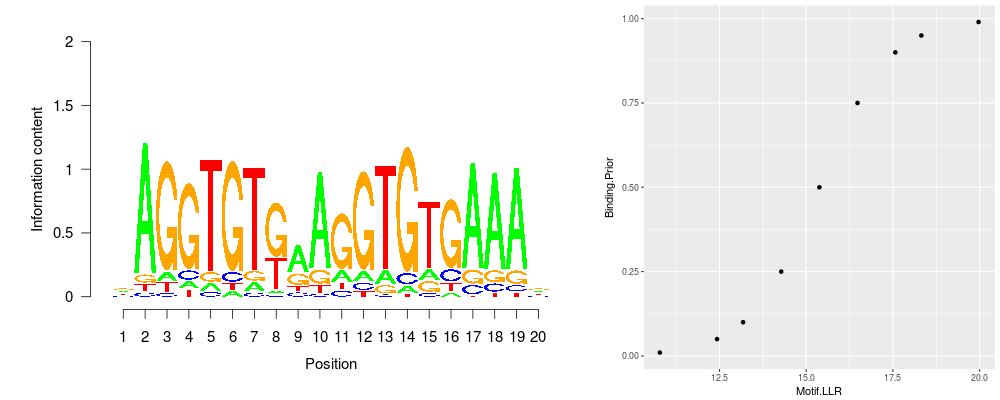 2
1.5
1
0.5
0
Information content
1 2 3 4 5 6 7 8 9 10 11 12 13 14 15 16 17 18 19 20
Position
AGGTGTGAAGGTGTGAAA
1.00
0.75
0.50
0.25
0.00
Binding.Prior
12.5 15.0 17.5 20.0
Motif.LLR